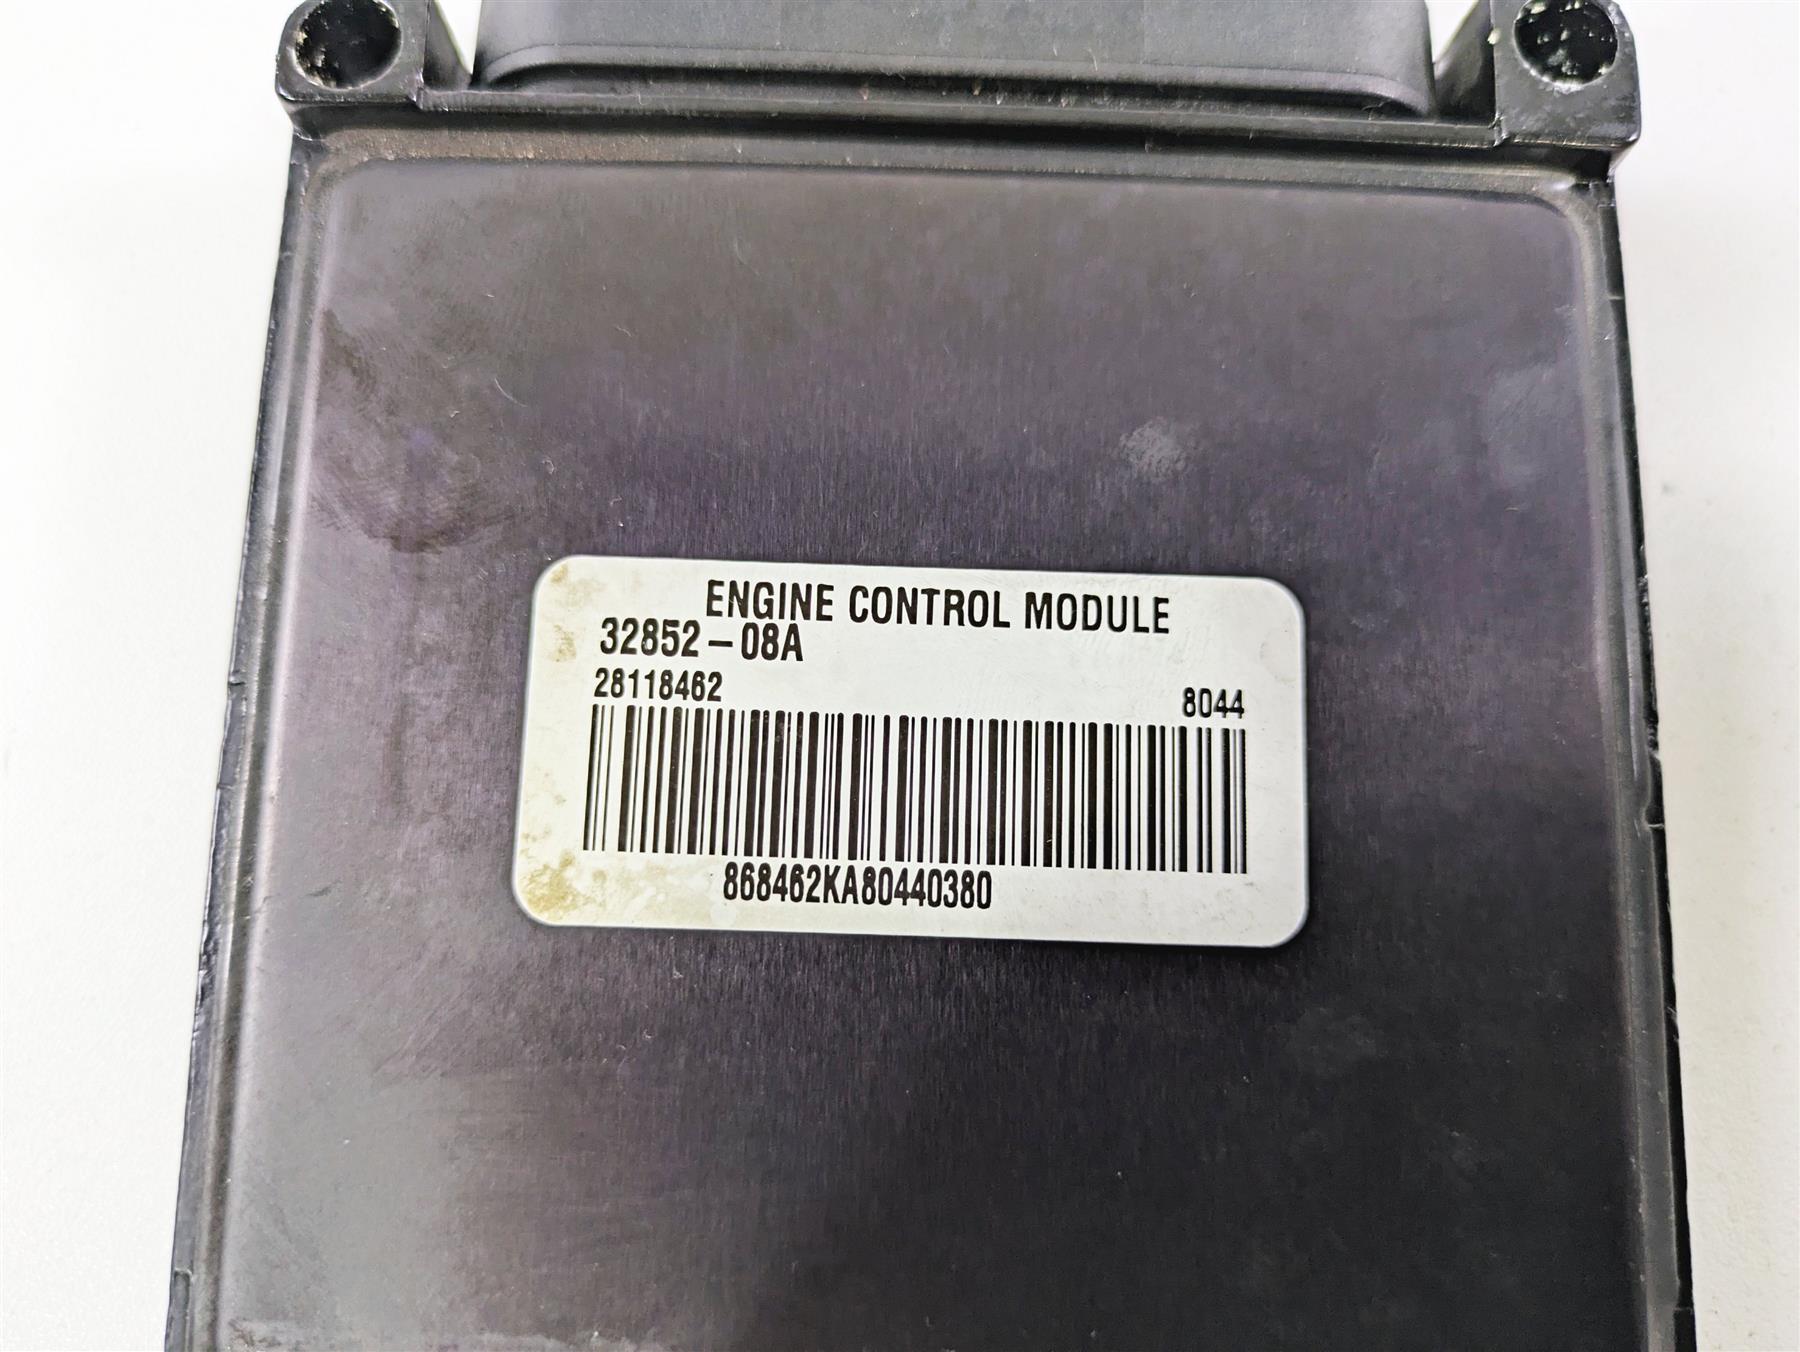 ENGINE CONTROL MODULE
32852-08A
28118462 8044
868462KA80440380